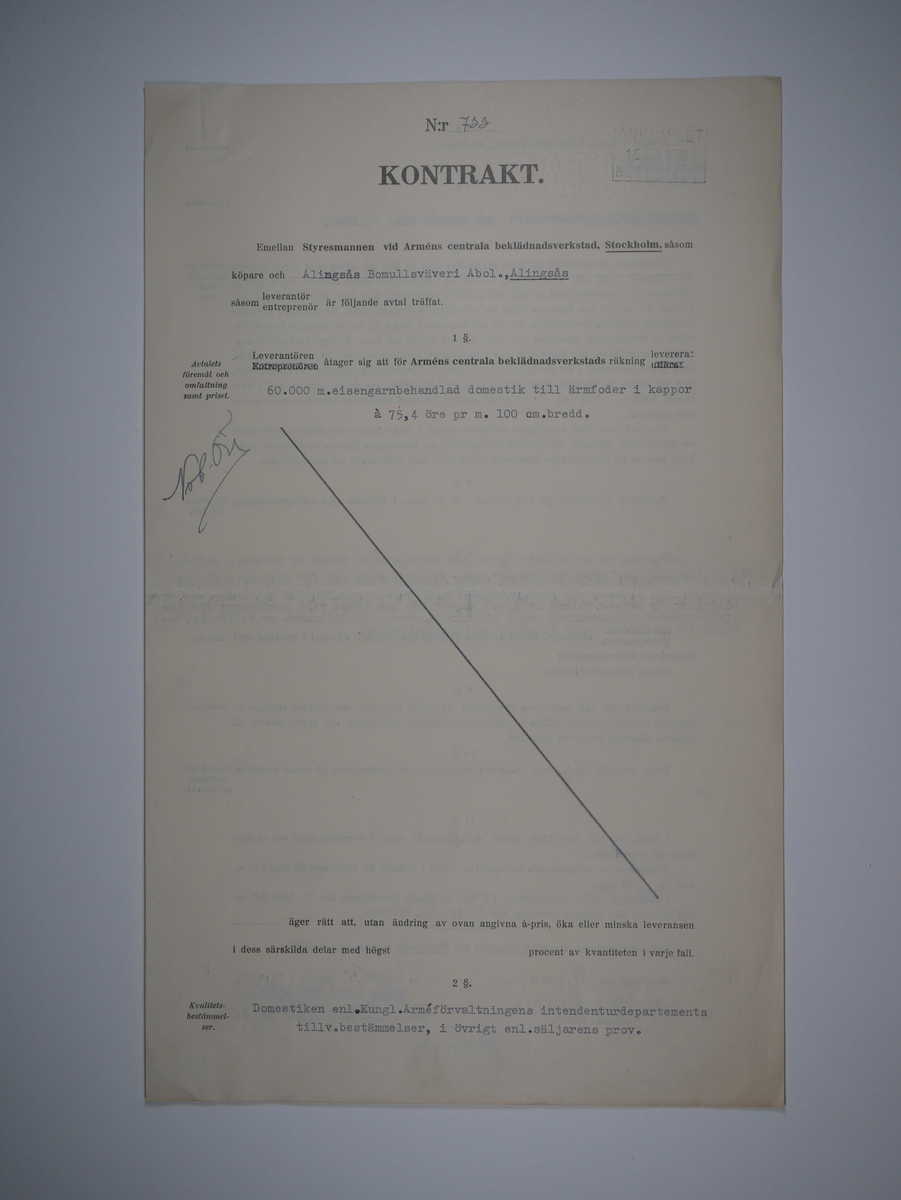 N:r 733
KONTRAKT.
Emellan Styresmannen vid Arméns centrala beklädnadsverkstad, Stockholm, såsom
köpare och Alingsås Bomullsväveri Abol., Alingsås
såsom leverantör
entreprenör är följande avtal träffat.
1 §.
Avtalets
föremål och
omfattning
samt priset.
Leverantören
Entreprenören åtager sig att för Arméns centrala beklädnadsverkstads räkning leverera:
utföra:
60.000 m.eisengarnbehandlad domestik till ärmfoder i kappor
à 75,4 öre pr m. 100 cm.bredd.
äger rätt att, utan ändring av ovan angivna à-pris, öka eller minska leveransen
i dess särskilda delar med högst procent av kvantiteten i varje fall.
2 §.
Kvalitets-
bestämmel-
ser.
Domestiken enl.Kungl.Arméförvaltningens intendenturdepartements
tillv.bestämmelser, i övrigt enl.säljarens prov.